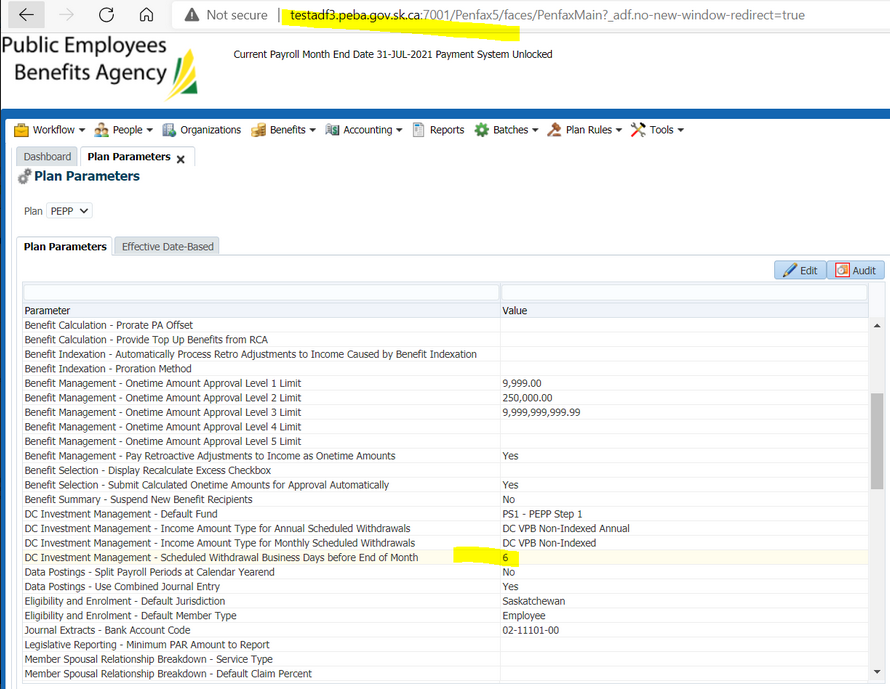 Not secure | testadf3.peba.gov.sk.ca:7001/Penfax5/faces/PenfaxMain?_adf.no-new-window-redirect=true
Public Employees
Benefits Agency
Current Payroll Month End Date 31-JUL-2021 Payment System Unlocked
Workflow People Organizations Benefits Accounting Reports Batches Plan Rules Tools
Dashboard Plan Parameters
Plan Parameters
Plan PEPP
Plan Parameters Effective Date-Based
Edit Audit
Parameter Value
Benefit Calculation - Prorate PA Offset
Benefit Calculation - Provide Top Up Benefits from RCA
Benefit Indexation - Automatically Process Retro Adjustments to Income Caused by Benefit Indexation
Benefit Indexation - Proration Method
Benefit Management - Onetime Amount Approval Level 1 Limit 9,999.00
Benefit Management - Onetime Amount Approval Level 2 Limit 250,000.00
Benefit Management - Onetime Amount Approval Level 3 Limit 9,999,999,999.99
Benefit Management - Onetime Amount Approval Level 4 Limit
Benefit Management - Onetime Amount Approval Level 5 Limit
Benefit Management - Pay Retroactive Adjustments to Income as Onetime Amounts Yes
Benefit Selection - Display Recalculate Excess Checkbox
Benefit Selection - Submit Calculated Onetime Amounts for Approval Automatically Yes
Benefit Summary - Suspend New Benefit Recipients No
DC Investment Management - Default Fund PS1 - PEPP Step 1
DC Investment Management - Income Amount Type for Annual Scheduled Withdrawals DC VPB Non-Indexed Annual
DC Investment Management - Income Amount Type for Monthly Scheduled Withdrawals DC VPB Non-Indexed
DC Investment Management - Scheduled Withdrawal Business Days before End of Month 6
Data Postings - Split Payroll Periods at Calendar Yearend No
Data Postings - Use Combined Journal Entry Yes
Eligibility and Enrolment - Default Jurisdiction Saskatchewan
Eligibility and Enrolment - Default Member Type Employee
Journal Extracts - Bank Account Code 02-11101-00
Legislative Reporting - Minimum PAR Amount to Report
Member Spousal Relationship Breakdown - Service Type
Member Spousal Relationship Breakdown - Default Claim Percent